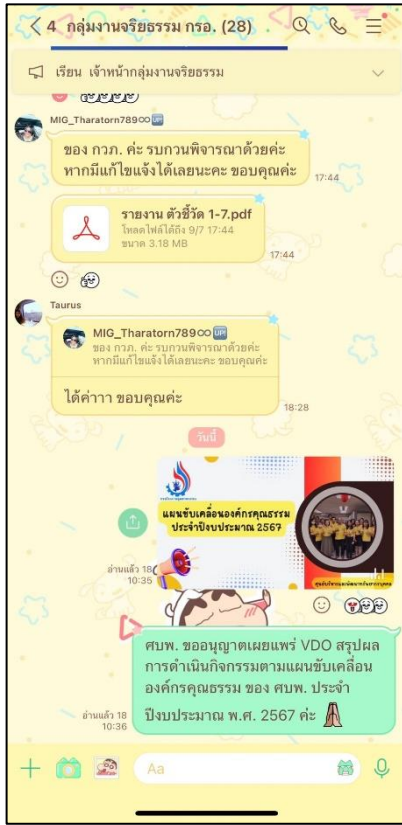 4 กลุ่มงานจริยธรรม กรอ. (28)
เรียน เจ้าหน้ากลุ่มงานจริยธรรม
MIG_Tharatorn789∞UP!
ของ กวภ. ค่ะ รบกวนพิจารณาด้วยค่ะ
หากมีแก้ไขแจ้งได้เลยนะคะ ขอบคุณค่ะ
17:44
รายงาน ตัวชี้วัด 1-7.pdf
โหลดไฟล์ได้ถึง 9/7 17:44
ขนาด 3.18 MB
17:44
Taurus
MIG_Tharatorn789∞UP!
ของ กวภ. ค่ะ รบกวนพิจารณาด้วยค่ะ
หากมีแก้ไขแจ้งได้เลยนะคะ ขอบคุณค่ะ
ได้ค่าาา ขอบคุณค่ะ
18:28
วันนี้
แผนขับเคลื่อนองค์กรคุณธรรม
ประจำปีงบประมาณ 2567
อ่านแล้ว 18
10:35
ศบพ. ขออนุญาตเผยแพร่ VDO สรุปผล
การดำเนินกิจกรรมตามแผนขับเคลื่อน
องค์กรคุณธรรม ของ ศบพ. ประจำ
ปีงบประมาณ พ.ศ. 2567 ค่ะ
อ่านแล้ว 18
10:36
Aa